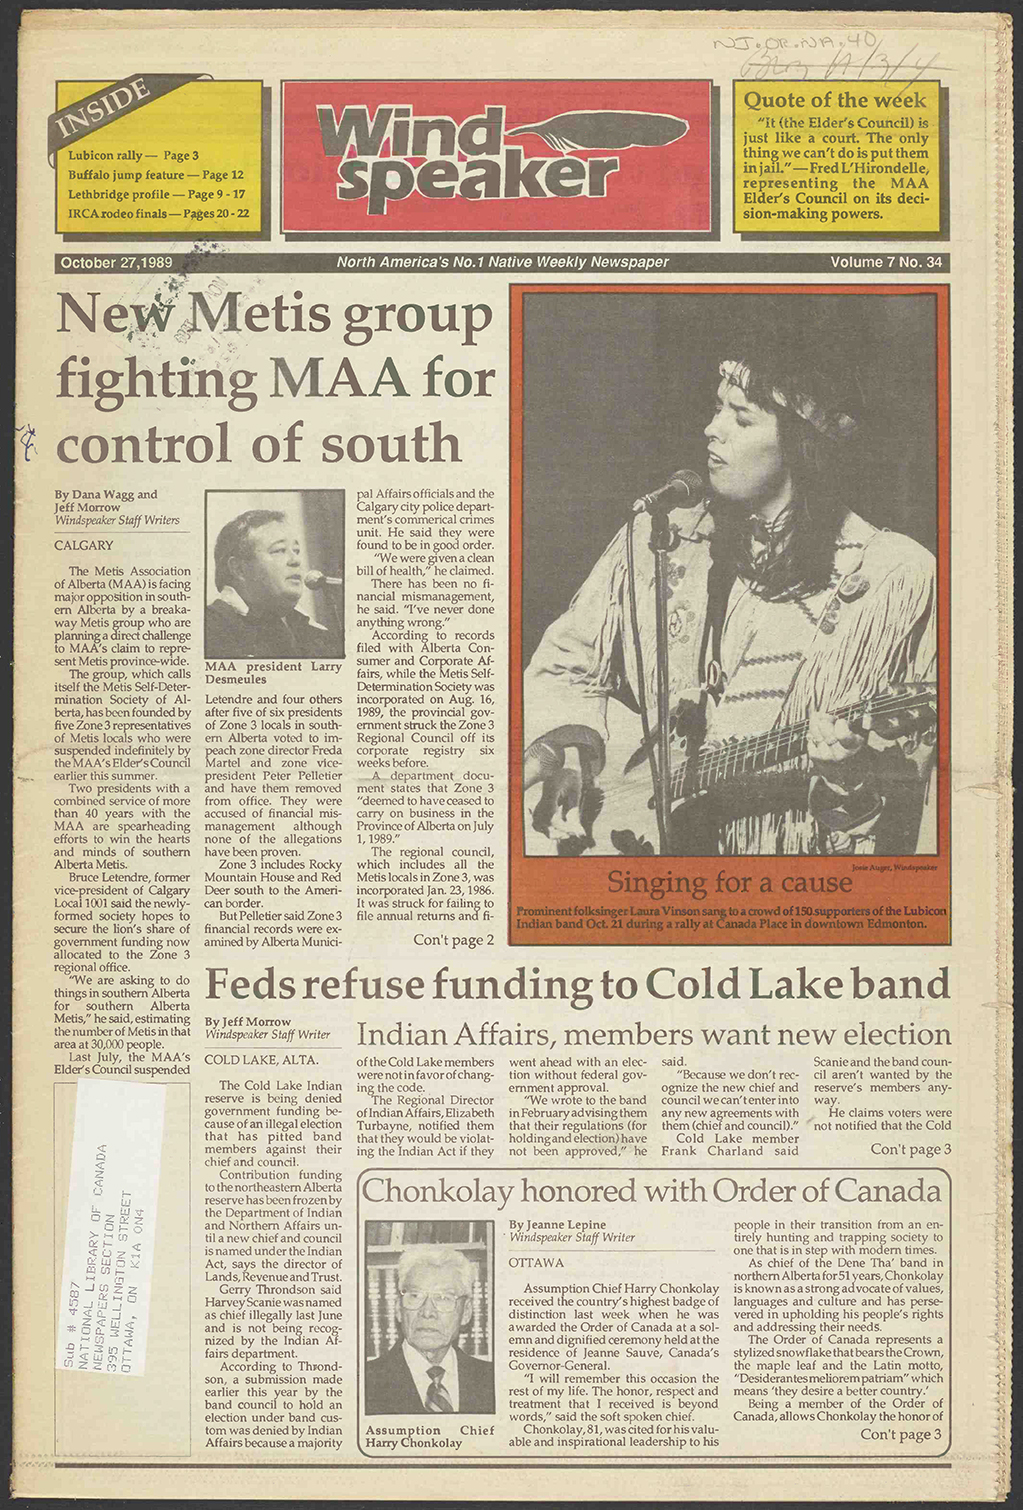 NJ.OR.NA.40
INSIDE
Lubicon rally — Page 3
Buffalo jump feature — Page 12
Lethbridge profile — Page 9 - 17
IRCA rodeo finals — Pages 20 - 22
Wind
speaker
Quote of the week
"It (the Elder's Council) is
just like a court. The only
thing we can't do is put them
in jail." — Fred L'Hirondelle,
representing the MAA
Elder's Council on its deci-
sion-making powers.
October 27,1989
North America's No.1 Native Weekly Newspaper
Volume 7 No. 34
New Metis group
fighting MAA for
control of south
By Dana Wagg and
Jeff Morrow
Windspeaker Staff Writers
CALGARY
The Metis Association
of Alberta (MAA) is facing
major opposition in south-
ern Alberta by a breaka-
way Metis group who are
planning a direct challenge
to MAA's claim to repre-
sent Metis province-wide.
The group, which calls
itself the Metis Self-Deter-
mination Society of Al-
berta, has been founded by
five Zone 3 representatives
of Metis locals who were
suspended indefinitely by
the MAA's Elder's Council
earlier this summer.
Two presidents with a
combined service of more
than 40 years with the
MAA are spearheading
efforts to win the hearts
and minds of southern
Alberta Metis.
Bruce Letendre, former
vice-president of Calgary
Local 1001 said the newly-
formed society hopes to
secure the lion's share of
government funding now
allocated to the Zone 3
regional office.
"We are asking to do
things in southern Alberta
for southern Alberta
Metis," he said, estimating
the number of Metis in that
area at 30,000 people.
Last July, the MAA's
Elder's Council suspended
MAA president Larry
Desmeules
Letendre and four others
after five of six presidents
of Zone 3 locals in south-
ern Alberta voted to im-
peach zone director Freda
Martel and zone vice-
president Peter Pelletier
and have them removed
from office. They were
accused of financial mis-
management although
none of the allegations
have been proven.
Zone 3 includes Rocky
Mountain House and Red
Deer south to the Ameri-
can border.
But Pelletier said Zone 3
financial records were ex-
amined by Alberta Munici-
pal Affairs officials and the
Calgary city police depart-
ment's commerical crimes
unit. He said they were
found to be in good order.
"We were given a clean
bill of health," he claimed.
There has been no fi-
nancial mismanagement,
he said. "I've never done
anything wrong."
According to records
filed with Alberta Con-
sumer and Corporate Af-
fairs, while the Metis Self-
Determination Society was
incorporated on Aug. 16,
1989, the provincial gov-
ernment struck the Zone 3
Regional Council off its
corporate registry six
weeks before.
A department docu-
ment states that Zone 3
"deemed to have ceased to
carry on business in the
Province of Alberta on July
1, 1989."
The regional council,
which includes all the
Metis locals in Zone 3, was
incorporated Jan. 23, 1986.
It was struck for failing to
file annual returns and fi-
Con't page 2
Josie Auger, Windspeaker
Singing for a cause
Prominent folksinger Laura Vinson sang to a crowd of 150 supporters of the Lubicon
Indian band Oct. 21 during a rally at Canada Place in downtown Edmonton.
Feds refuse funding to Cold Lake band
Indian Affairs, members want new election
By Jeff Morrow
Windspeaker Staff Writer
COLD LAKE, ALTA.
The Cold Lake Indian
reserve is being denied
government funding be-
cause of an illegal election
that has pitted band
members against their
chief and council.
Contribution funding
to the northeastern Alberta
reserve has been frozen by
the Department of Indian
and Northern Affairs un-
til a new chief and council
is named under the Indian
Act, says the director of
Lands, Revenue and Trust.
Gerry Throndson said
Harvey Scanie was named
as chief illegally last June
and is not being recog-
nized by the Indian Af-
fairs department.
According to Thrond-
son, a submission made
earlier this year by the
band council to hold an
election under band cus-
tom was denied by Indian
Affairs because a majority
of the Cold Lake members
were not in favor of chang-
ing the code.
The Regional Director
of Indian Affairs, Elizabeth
Turbayne, notified them
that they would be violat-
ing the Indian Act if they
went ahead with an elec-
tion without federal gov-
ernment approval.
"We wrote to the band
in February advising them
that their regulations (for
holding and election) have
not been approved," he
said.
"Because we don't rec-
ognize the new chief and
council we can't enter into
any new agreements with
them (chief and council)."
Cold Lake member
Frank Charland said
Scanie and the band coun-
cil aren't wanted by the
reserve's members any-
way.
He claims voters were
not notified that the Cold
Con't page 3
Chonkolay honored with Order of Canada
Assumption Chief
Harry Chonkolay
By Jeanne Lepine
Windspeaker Staff Writer
OTTAWA
Assumption Chief Harry Chonkolay
received the country's highest badge of
distinction last week when he was
awarded the Order of Canada at a sol-
emn and dignified ceremony held at the
residence of Jeanne Sauve, Canada's
Governor-General.
"I will remember this occasion the
rest of my life. The honor, respect and
treatment that I received is beyond
words," said the soft spoken chief.
Chonkolay, 81, was cited for his valu-
able and inspirational leadership to his
people in their transition from an en-
tirely hunting and trapping society to
one that is in step with modern times.
As chief of the Dene Tha' band in
northern Alberta for 51 years, Chonkolay
is known as a strong advocate of values,
languages and culture and has perse-
vered in upholding his people's rights
and addressing their needs.
The Order of Canada represents a
stylized snowflake that bears the Crown,
the maple leaf and the Latin motto,
"Desiderantes meliorem patriam" which
means 'they desire a better country.'
Being a member of the Order of
Canada, allows Chonkolay the honor of
Con't page 3
Sub # 4587
NATIONAL LIBRARY OF CANADA
NEWSPAPERS SECTION
395 WELLINGTON STREET
OTTAWA, ON K1A ON4